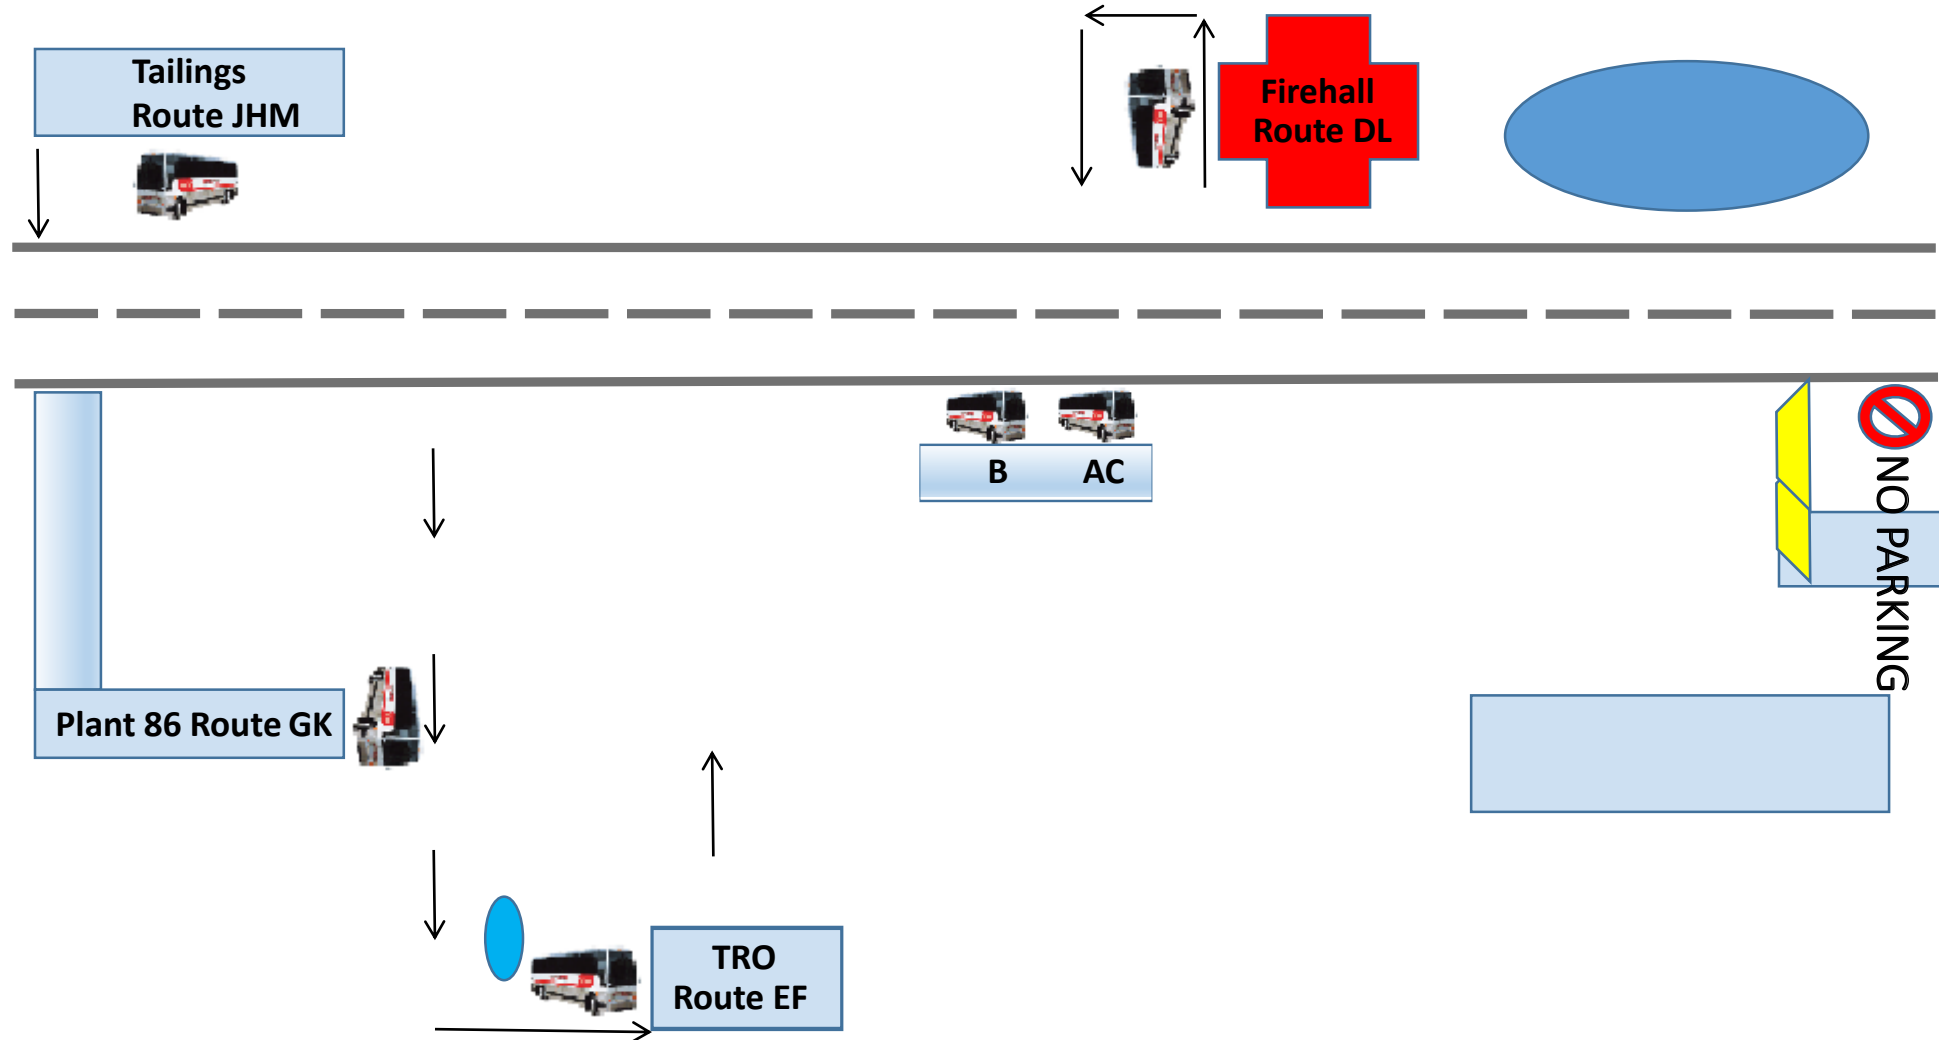 Tailings
Route JHM
Firehall
Route DL
B
AC
NO PARKING
Plant 86 Route GK
TRO
Route EF